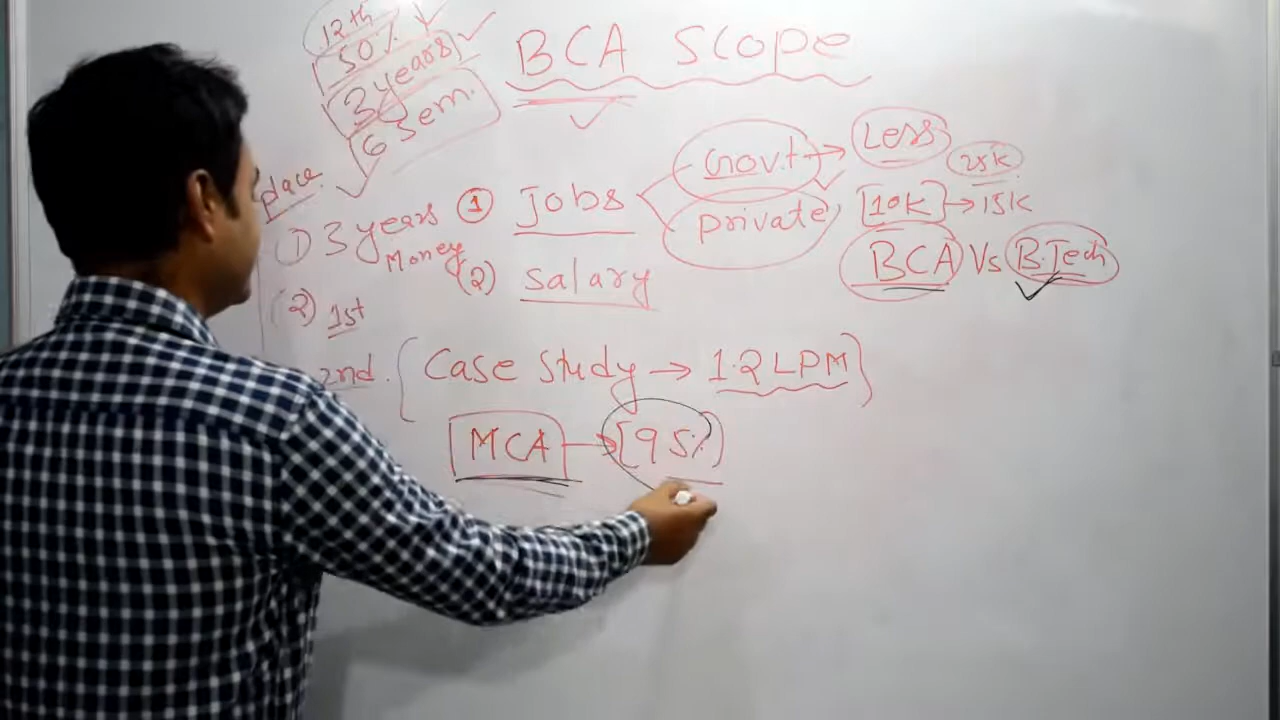 12th
50%
3 years
6 Sem.
BCA Scope
place.
1) 3 years
Money
(2) 1st
2nd.
1 Jobs
Govt → Less
25K
private [10K] → 15K
BCA Vs B.Tech
(2) Salary
(Case Study → 1.2 LPM)
MCA → [95%]